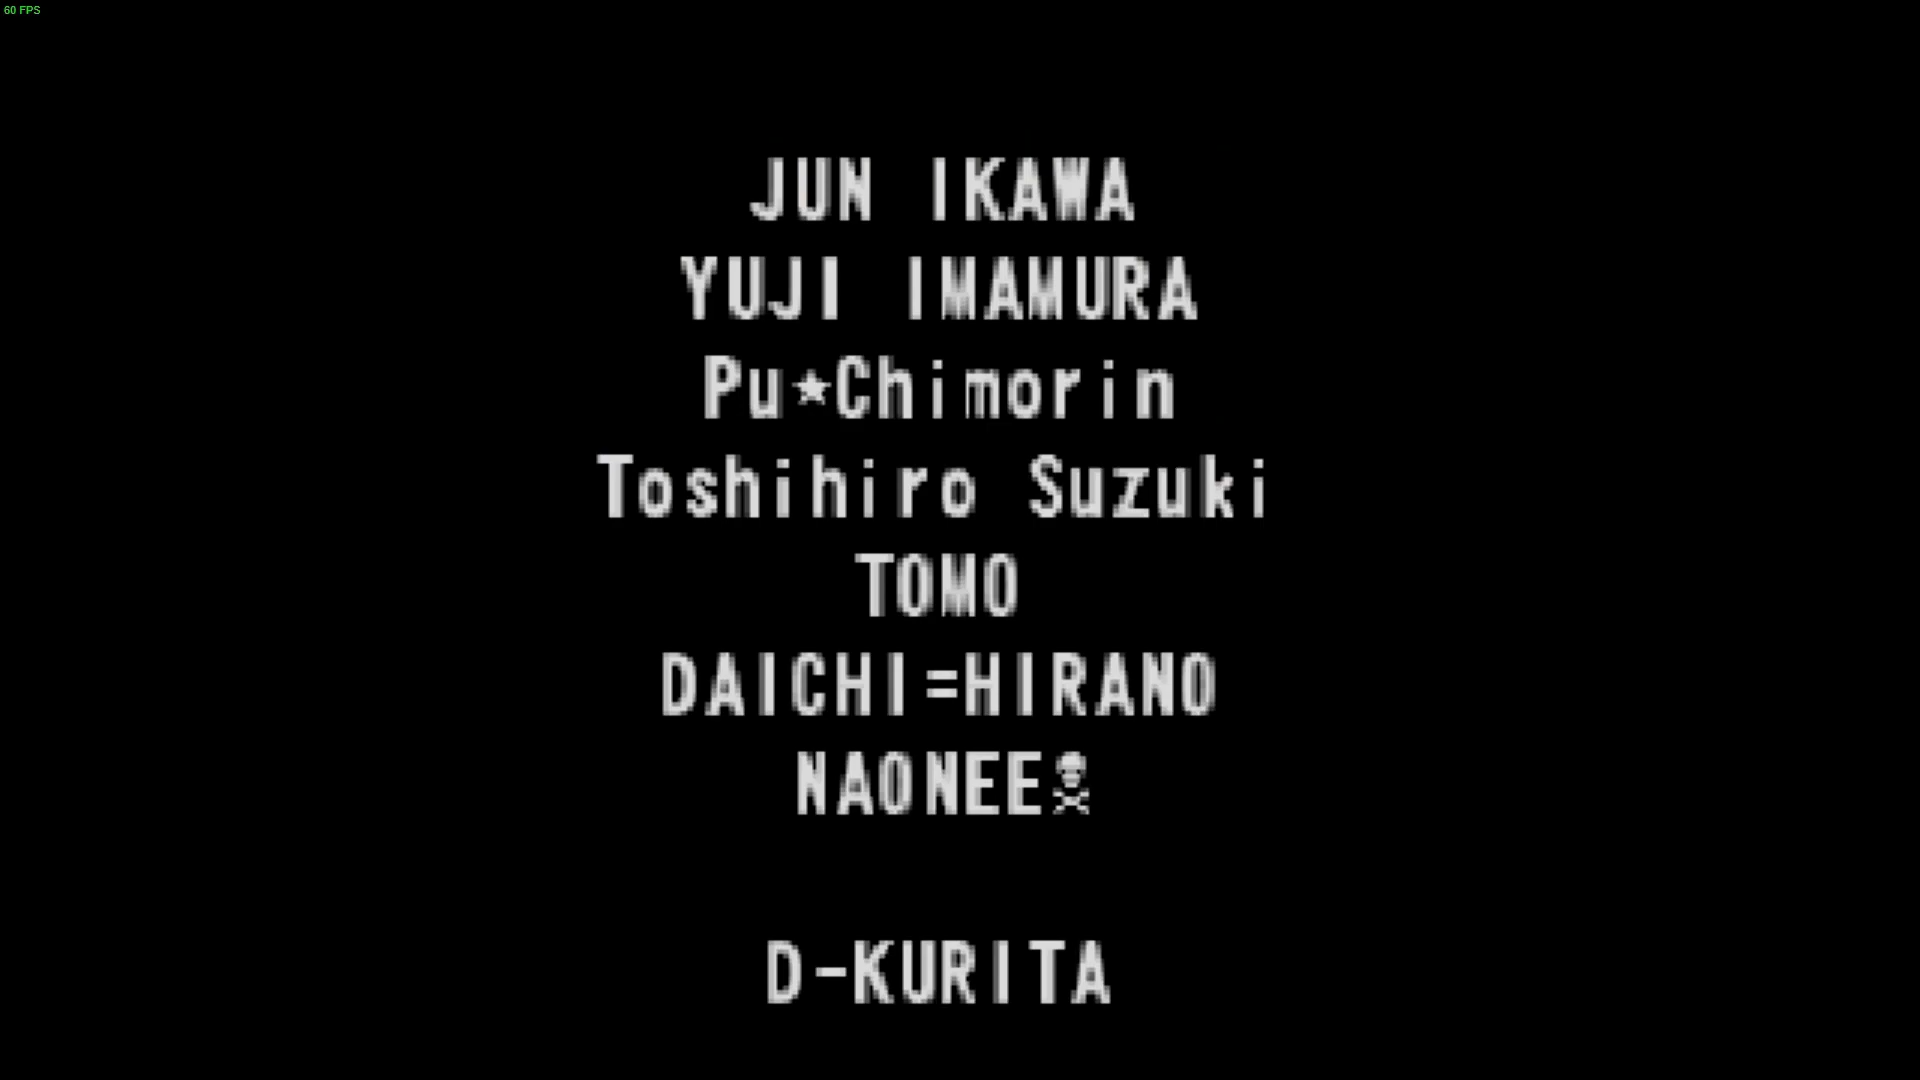 60 FPS
JUN IKAWA
YUJI IMAMURA
Pu★Chimorin
Toshihiro Suzuki
TOMO
DAICHI=HIRANO
NAONEE☠
D-KURITA